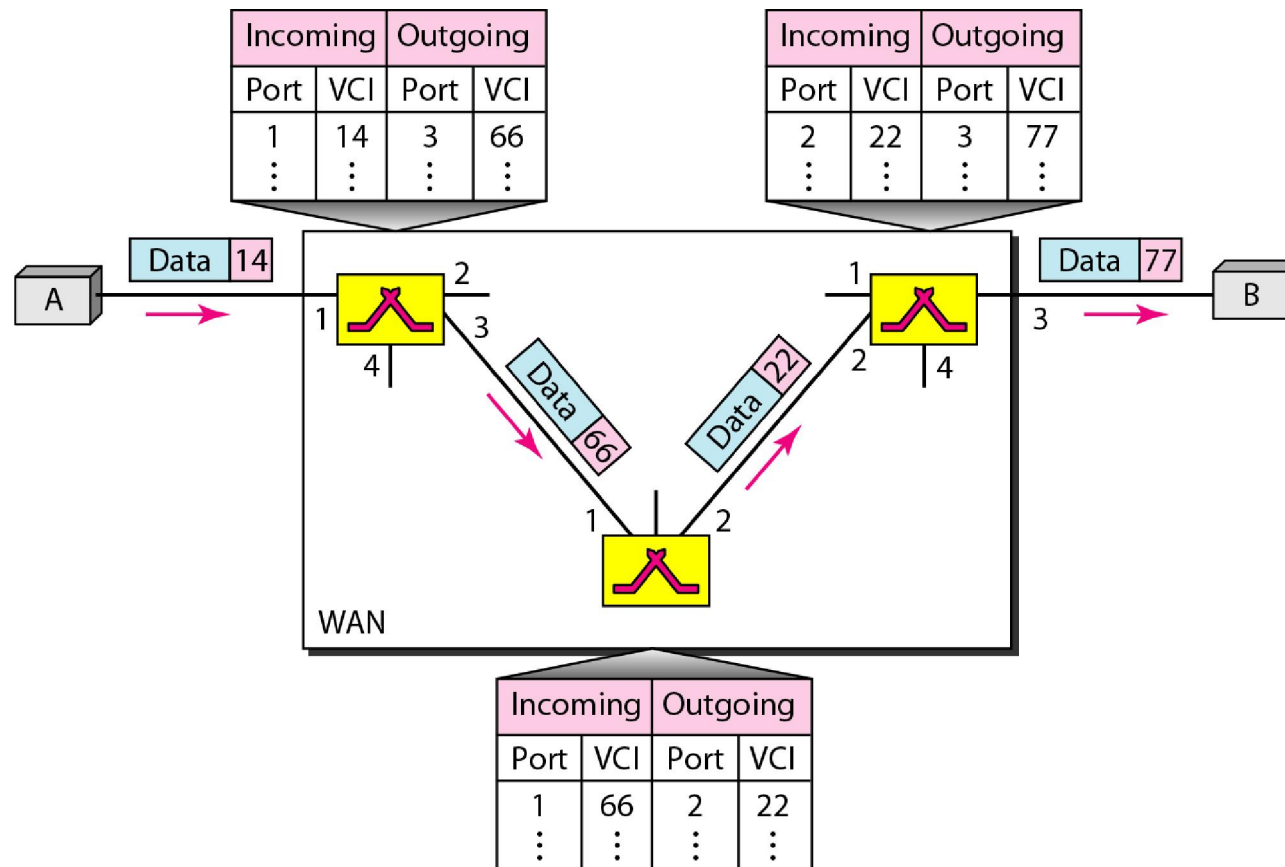 Incoming Outgoing
Port VCI Port VCI
1 14 3 66
⋮ ⋮ ⋮ ⋮
Incoming Outgoing
Port VCI Port VCI
2 22 3 77
⋮ ⋮ ⋮ ⋮
A
Data 14
1
2
3
4
Data 66
1
2
Data 22
1
2
4
3
Data 77
B
WAN
Incoming Outgoing
Port VCI Port VCI
1 66 2 22
⋮ ⋮ ⋮ ⋮